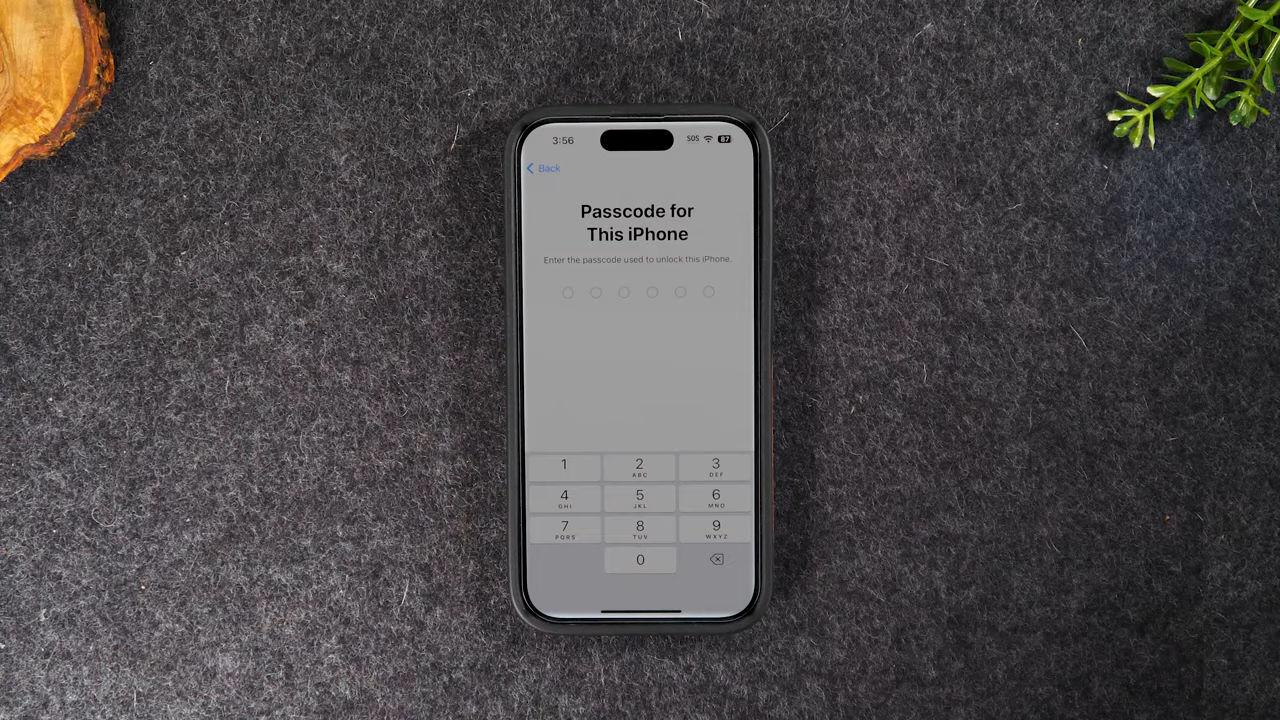 3:56 SOS 87
Back
Passcode for
This iPhone
Enter the passcode used to unlock this iPhone.
1 2 3
ABC DEF
4 5 6
GHI JKL MNO
7 8 9
PQRS TUV WXYZ
0